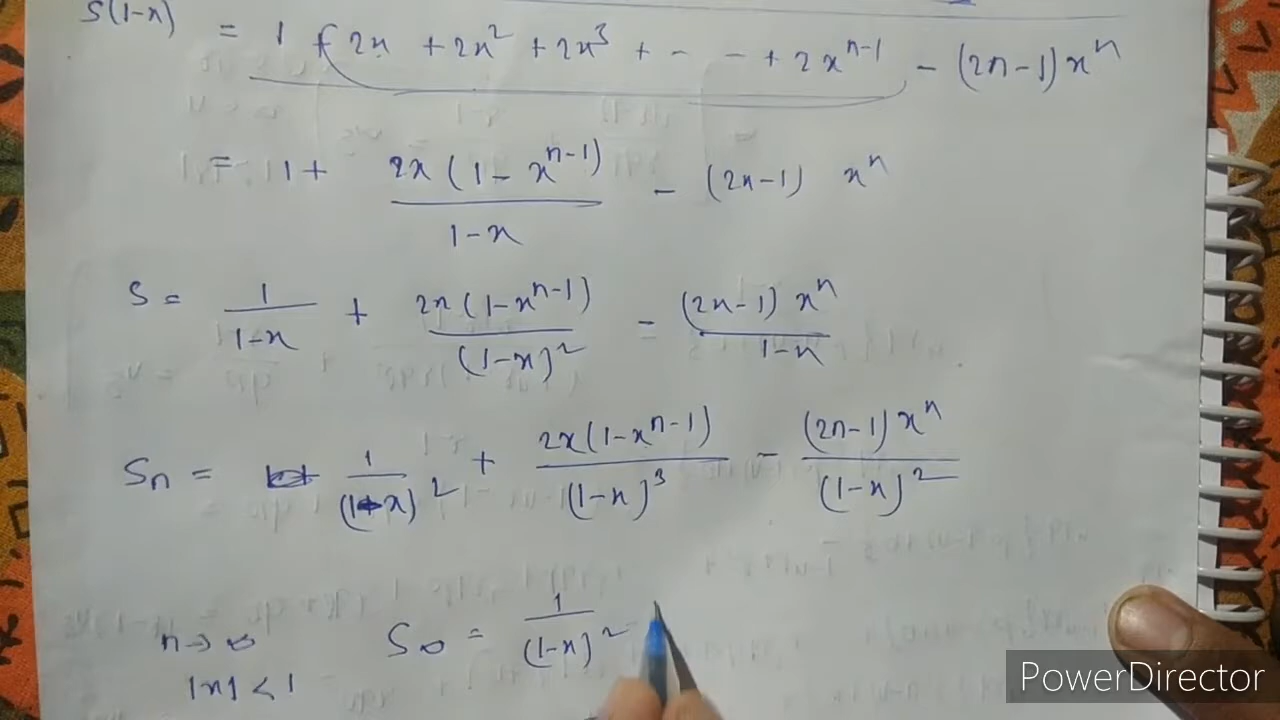 S(1-x) = 1 + 2x + 2x² + 2x³ + - - + 2xⁿ⁻¹ - (2n-1)xⁿ
= 1 + 2x(1-xⁿ⁻¹)/1-x - (2n-1) xⁿ
S = 1/1-x + 2x(1-xⁿ⁻¹)/(1-x)² - (2n-1) xⁿ/1-x
Sn = 1/(1-x)² + 2x(1-xⁿ⁻¹)/(1-x)³ - (2n-1)xⁿ/(1-x)²
n→∞ S∞ = 1/(1-x)²
|x| < 1
PowerDirector